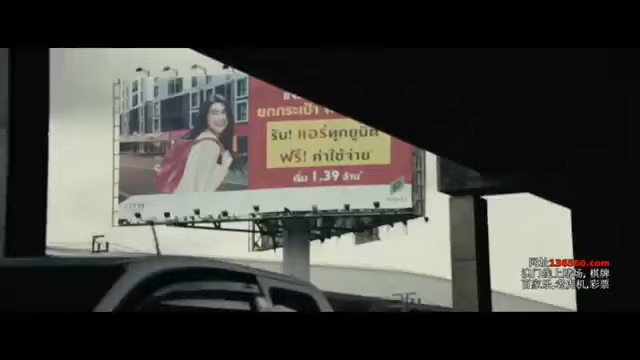 ยกกระเป๋า
รับ! แอร์ทุกยูนิต
ฟรี! ค่าใช้จ่าย
เริ่ม 1.39 ล้าน*
网址136560.com
澳门线上赌场,棋牌
百家乐,老虎机,彩票